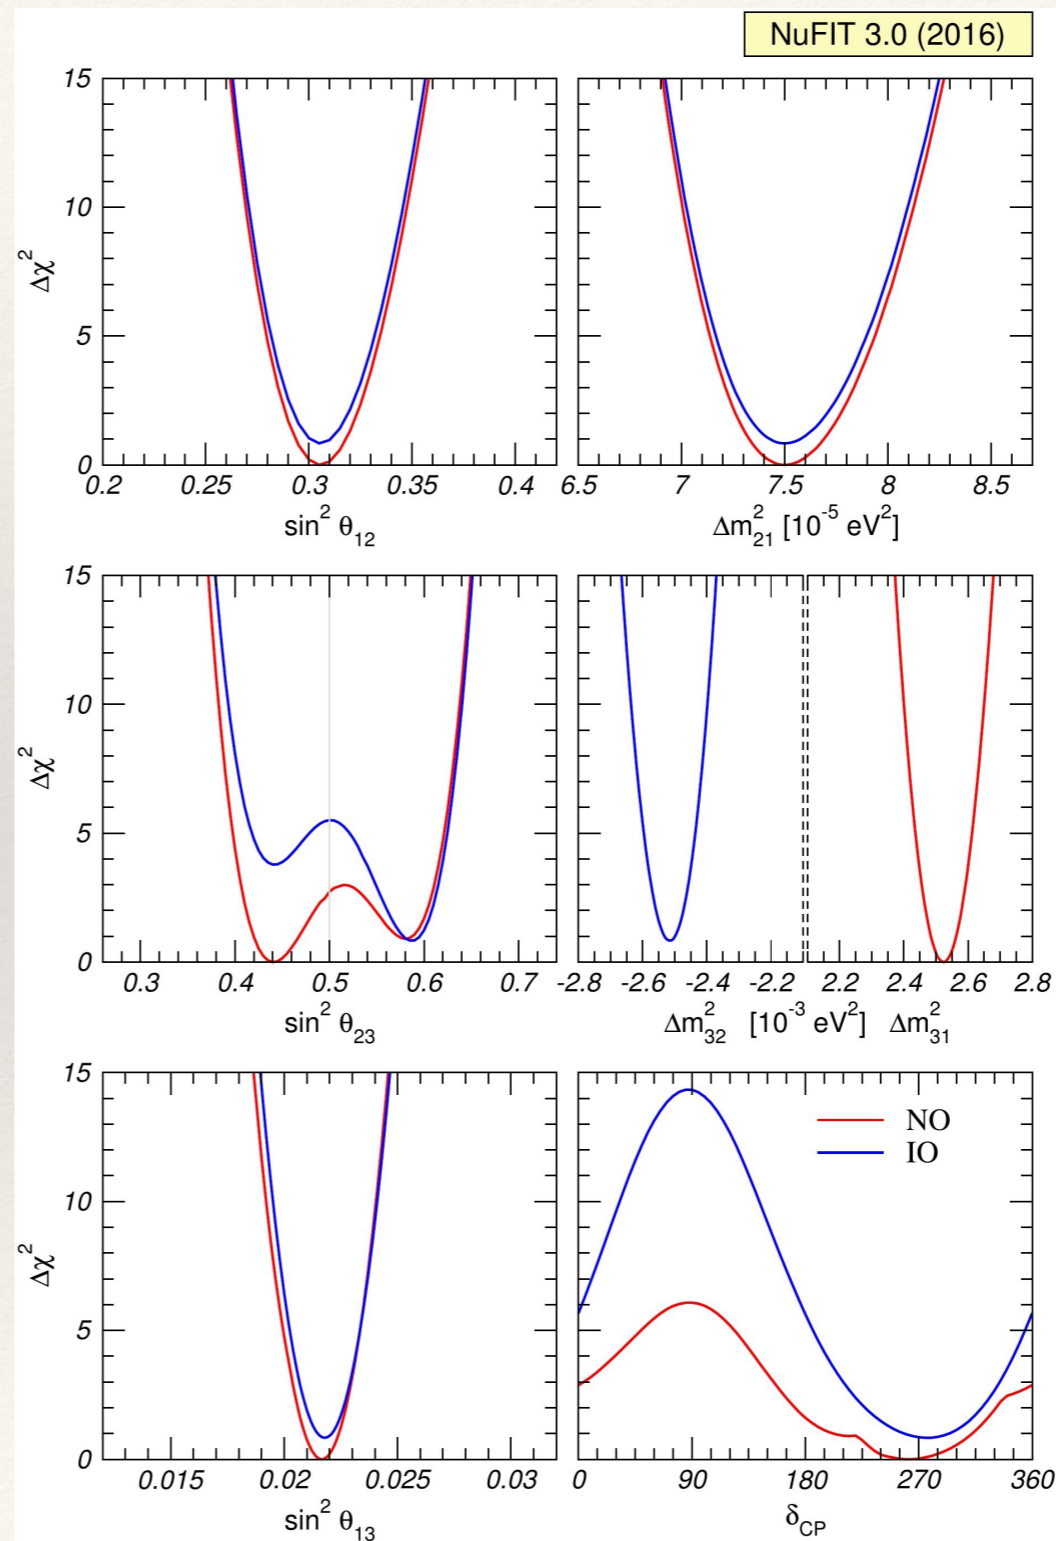 NuFIT 3.0 (2016)
15
10
5
0
Δχ²
0.2 0.25 0.3 0.35 0.4
sin² θ₁₂
6.5 7 7.5 8 8.5
Δm²₂₁ [10⁻⁵ eV²]
15
10
5
0
Δχ²
0.3 0.4 0.5 0.6 0.7
sin² θ₂₃
-2.8 -2.6 -2.4 -2.2 2.2 2.4 2.6 2.8
Δm²₃₂ [10⁻³ eV²] Δm²₃₁
15
10
5
0
Δχ²
0.015 0.02 0.025 0.03
sin² θ₁₃
NO
IO
0 90 180 270 360
δCP